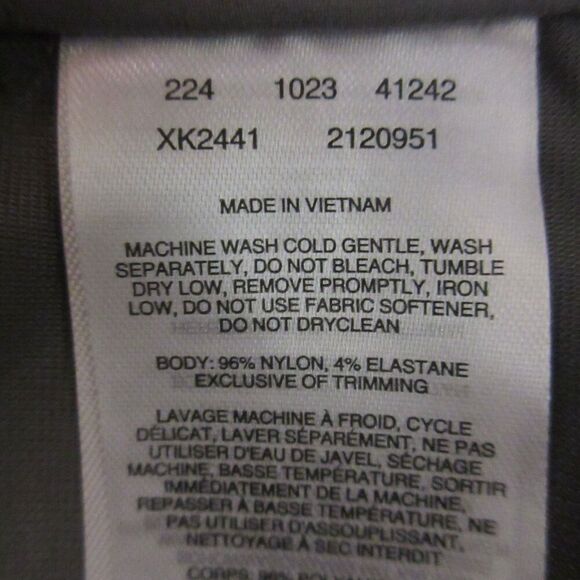 224 1023 41242
XK2441 2120951
MADE IN VIETNAM
MACHINE WASH COLD GENTLE, WASH
SEPARATELY, DO NOT BLEACH, TUMBLE
DRY LOW, REMOVE PROMPTLY, IRON
LOW, DO NOT USE FABRIC SOFTENER,
DO NOT DRYCLEAN
BODY: 96% NYLON, 4% ELASTANE
EXCLUSIVE OF TRIMMING
LAVAGE MACHINE À FROID, CYCLE
DÉLICAT, LAVER SÉPARÉMENT, NE PAS
UTILISER D'EAU DE JAVEL, SÉCHAGE
MACHINE, BASSE TEMPÉRATURE, SORTIR
IMMÉDIATEMENT DE LA MACHINE,
REPASSER À BASSE TEMPÉRATURE, NE
PAS UTILISER D'ASSOUPLISSANT,
NETTOYAGE À SEC INTERDIT
CORPS: 96%